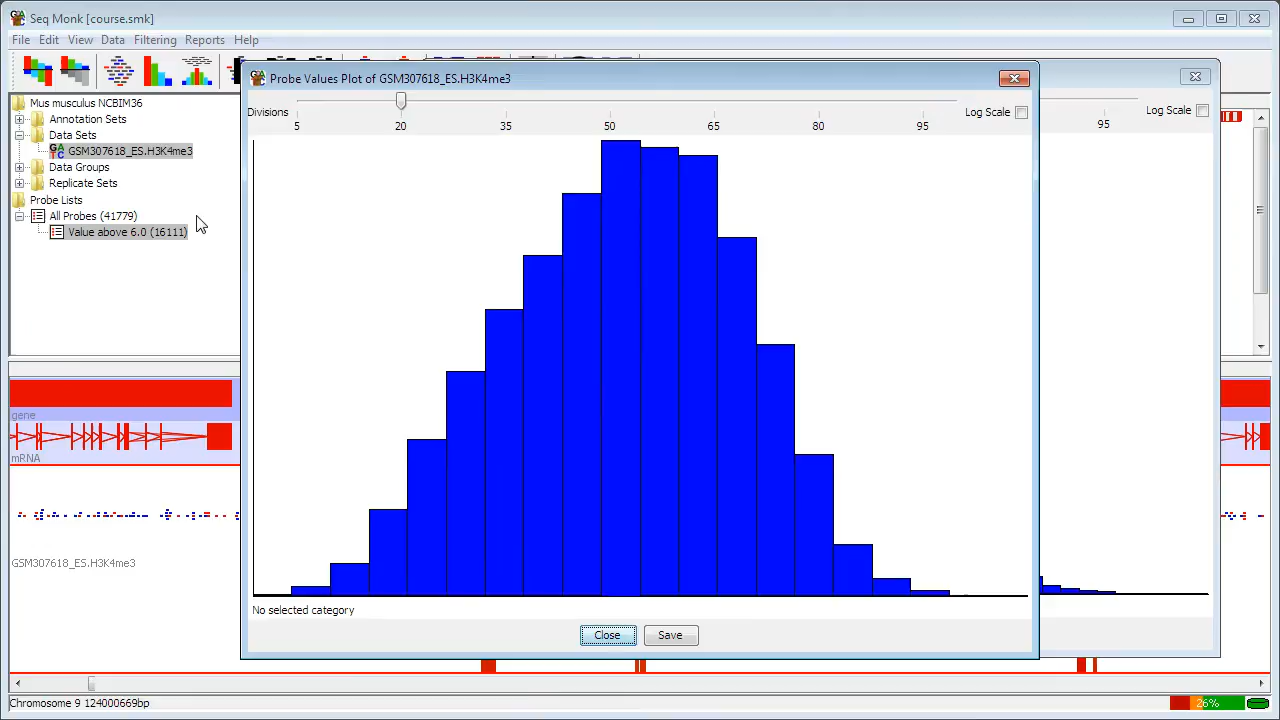 Seq Monk [course.smk]
File Edit View Data Filtering Reports Help
Mus musculus NCBIM36
Annotation Sets
Data Sets
GSM307618_ES.H3K4me3
Data Groups
Replicate Sets
Probe Lists
All Probes (41779)
Value above 6.0 (16111)
Probe Values Plot of GSM307618_ES.H3K4me3
Divisions
5 20 35 50 65 80 95
Log Scale
Log Scale
95
No selected category
Close Save
gene
mRNA
GSM307618_ES.H3K4me3
Chromosome 9 124000669bp
26%